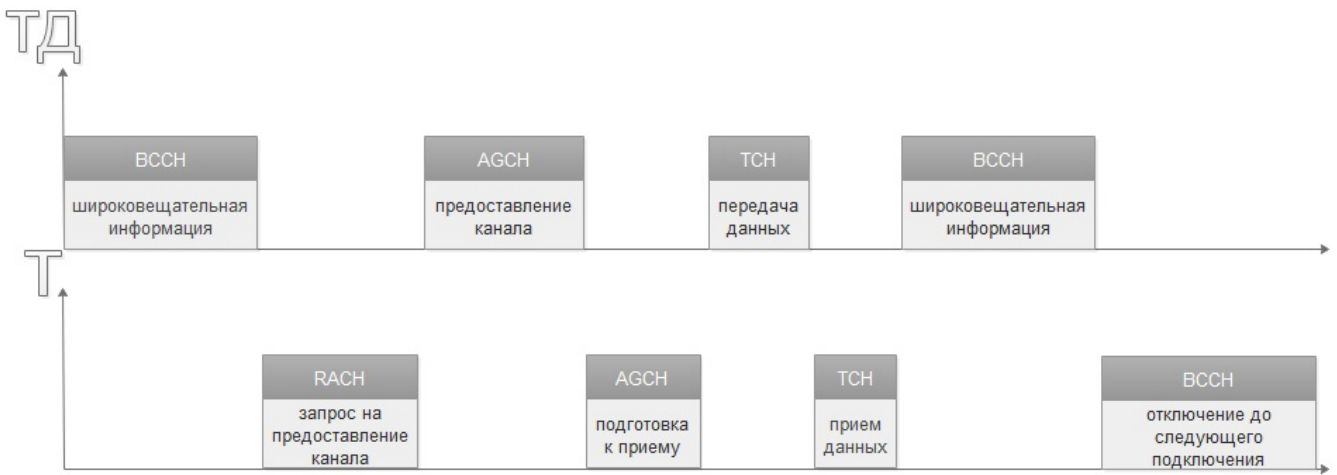 ТД
BCCH
широковещательная
информация
AGCH
предоставление
канала
TCH
передача
данных
BCCH
широковещательная
информация
Т
RACH
запрос на
предоставление
канала
AGCH
подготовка
к приему
TCH
прием
данных
BCCH
отключение до
следующего
подключения